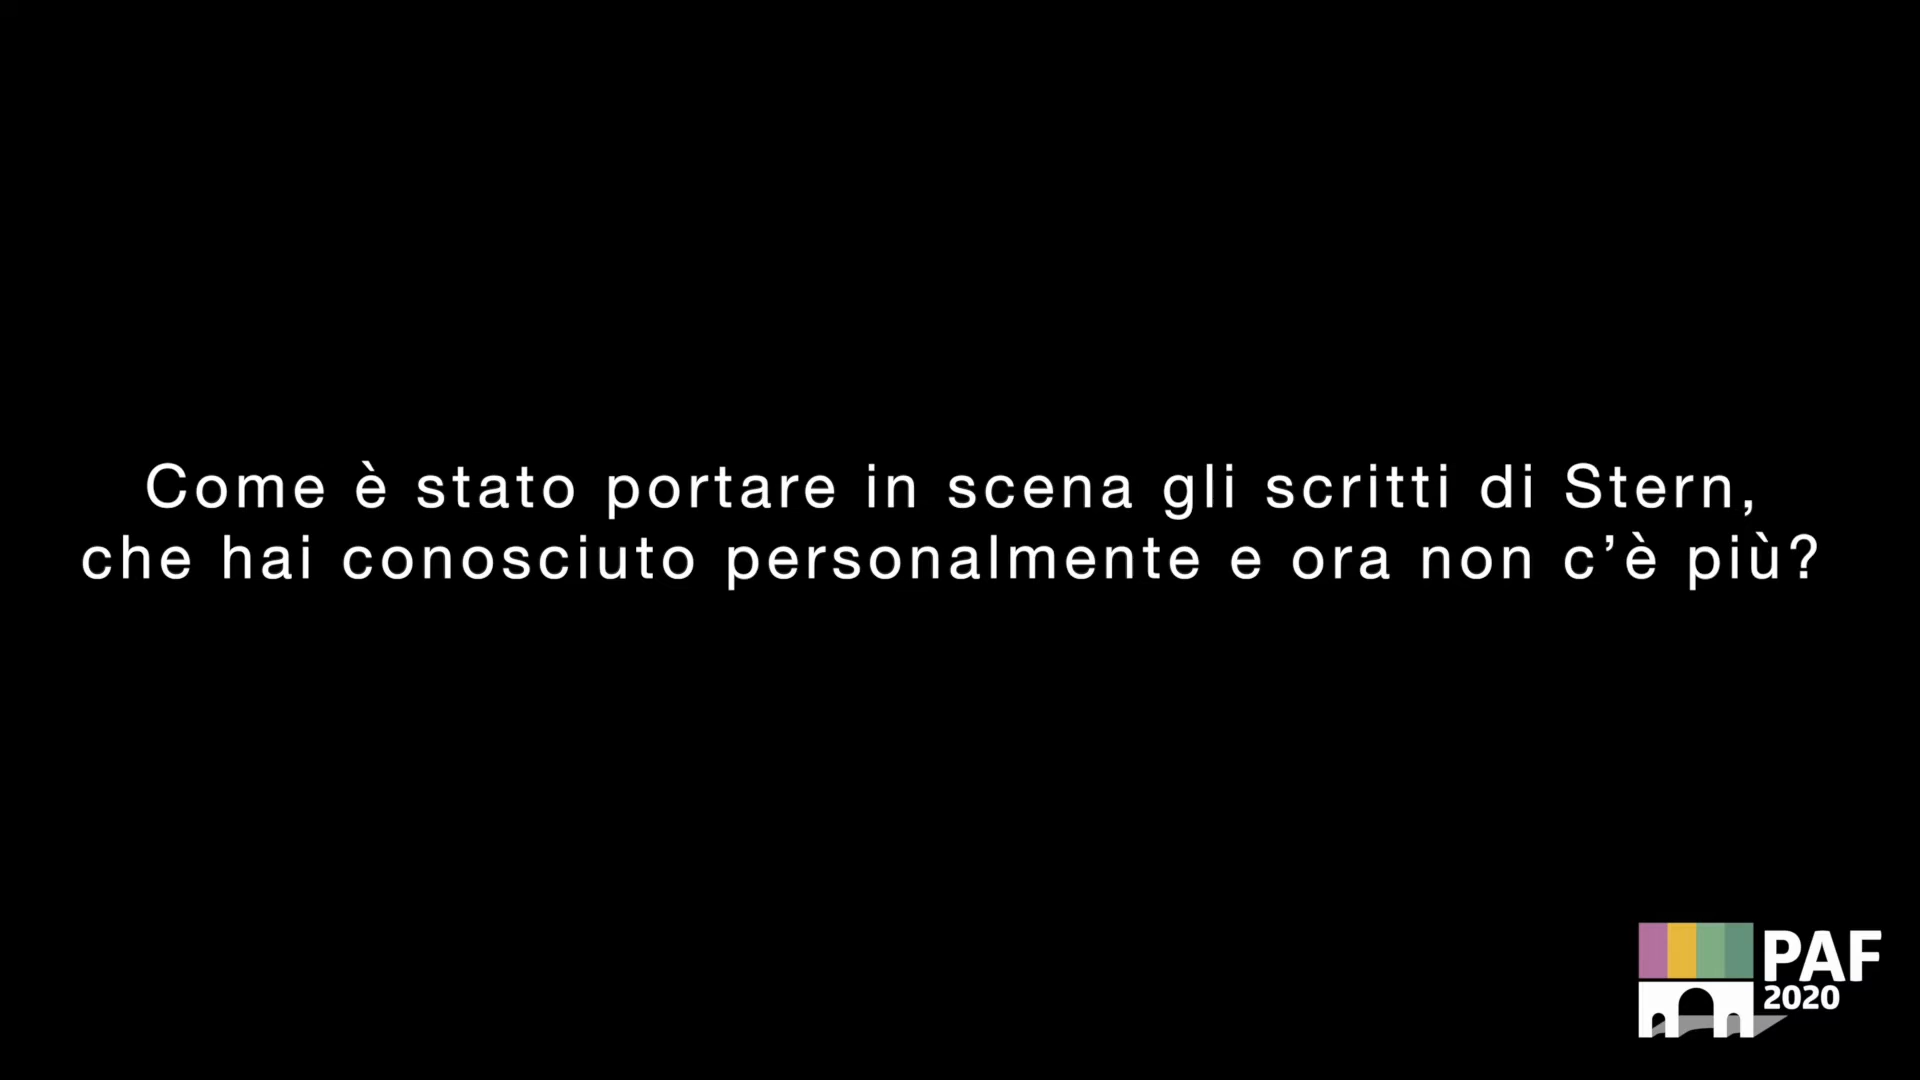 Come è stato portare in scena gli scritti di Stern,
che hai conosciuto personalmente e ora non c’è più?
PAF
2020